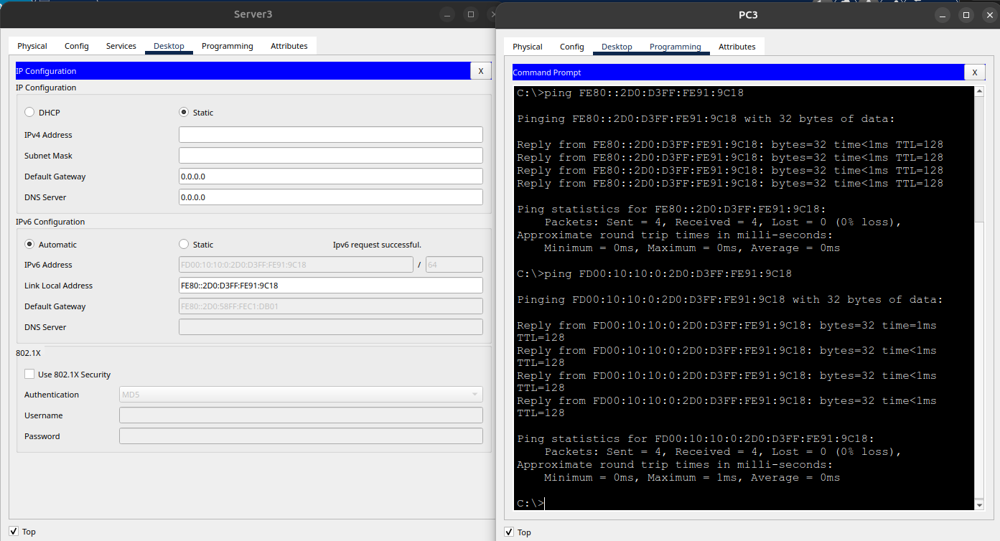 Server3
Physical Config Services Desktop Programming Attributes
IP Configuration X
IP Configuration
DHCP Static
IPv4 Address
Subnet Mask
Default Gateway 0.0.0.0
DNS Server 0.0.0.0
IPv6 Configuration
Automatic Static Ipv6 request successful.
IPv6 Address FD00:10:10:0:2D0:D3FF:FE91:9C18 / 64
Link Local Address FE80::2D0:D3FF:FE91:9C18
Default Gateway FE80::2D0:58FF:FEC1:DB01
DNS Server
802.1X
Use 802.1X Security
Authentication MD5
Username
Password
Top
PC3
Physical Config Desktop Programming Attributes
Command Prompt X
C:\>ping FE80::2D0:D3FF:FE91:9C18
Pinging FE80::2D0:D3FF:FE91:9C18 with 32 bytes of data:
Reply from FE80::2D0:D3FF:FE91:9C18: bytes=32 time<1ms TTL=128
Reply from FE80::2D0:D3FF:FE91:9C18: bytes=32 time<1ms TTL=128
Reply from FE80::2D0:D3FF:FE91:9C18: bytes=32 time<1ms TTL=128
Reply from FE80::2D0:D3FF:FE91:9C18: bytes=32 time<1ms TTL=128
Ping statistics for FE80::2D0:D3FF:FE91:9C18:
Packets: Sent = 4, Received = 4, Lost = 0 (0% loss),
Approximate round trip times in milli-seconds:
Minimum = 0ms, Maximum = 0ms, Average = 0ms
C:\>ping FD00:10:10:0:2D0:D3FF:FE91:9C18
Pinging FD00:10:10:0:2D0:D3FF:FE91:9C18 with 32 bytes of data:
Reply from FD00:10:10:0:2D0:D3FF:FE91:9C18: bytes=32 time=1ms
TTL=128
Reply from FD00:10:10:0:2D0:D3FF:FE91:9C18: bytes=32 time<1ms
TTL=128
Reply from FD00:10:10:0:2D0:D3FF:FE91:9C18: bytes=32 time<1ms
TTL=128
Reply from FD00:10:10:0:2D0:D3FF:FE91:9C18: bytes=32 time<1ms
TTL=128
Ping statistics for FD00:10:10:0:2D0:D3FF:FE91:9C18:
Packets: Sent = 4, Received = 4, Lost = 0 (0% loss),
Approximate round trip times in milli-seconds:
Minimum = 0ms, Maximum = 1ms, Average = 0ms
C:\>
Top